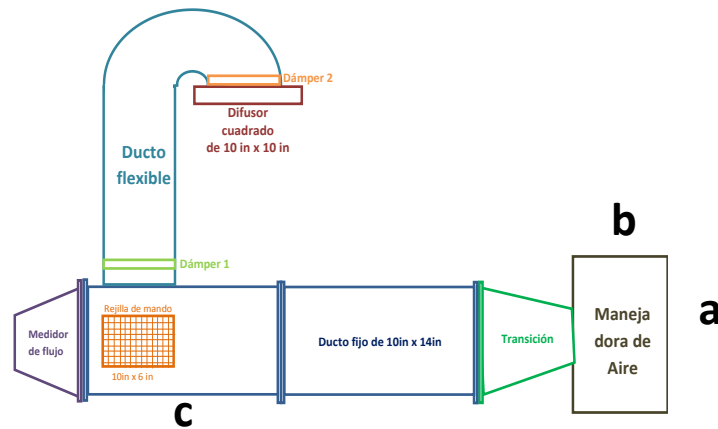 Dámper 2
Difusor
cuadrado
de 10 in x 10 in
Ducto
flexible
b
Dámper 1
a
Rejilla de mando
Medidor
de flujo
Ducto fijo de 10in x 14in
Transición
Maneja
dora de
Aire
10in x 6 in
c